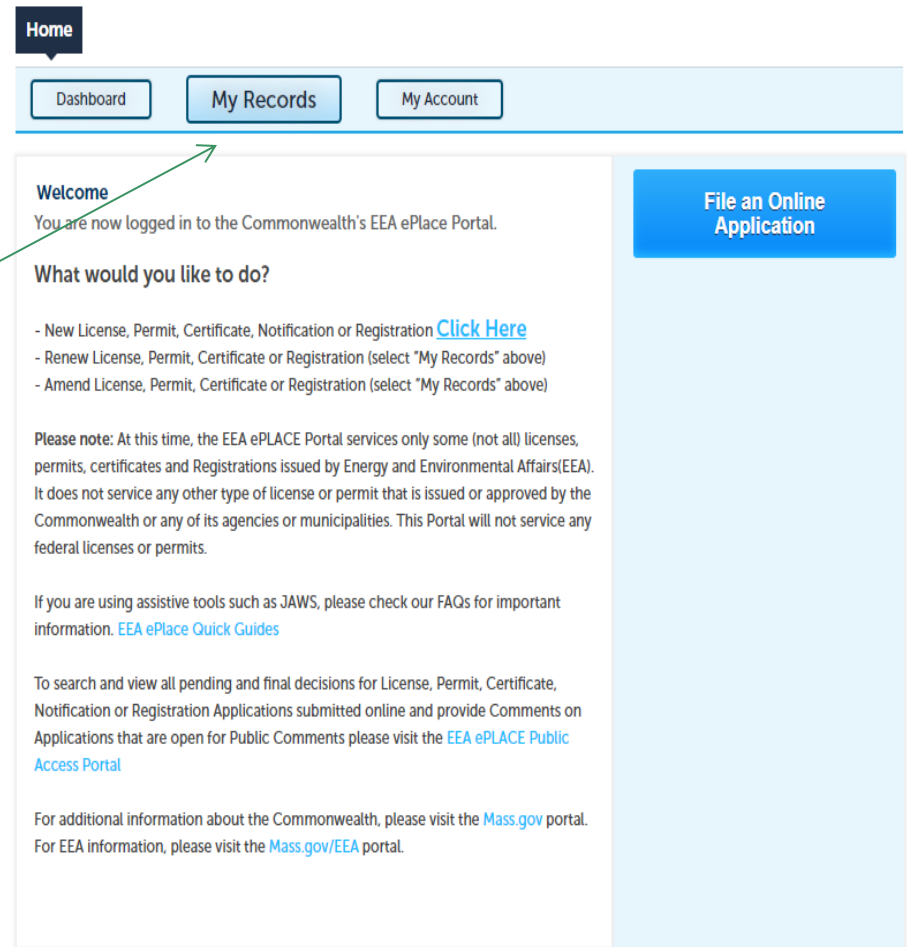 Home
Dashboard My Records My Account
Welcome
You are now logged in to the Commonwealth's EEA ePlace Portal.
File an Online
Application
What would you like to do?
- New License, Permit, Certificate, Notification or Registration Click Here
- Renew License, Permit, Certificate or Registration (select "My Records" above)
- Amend License, Permit, Certificate or Registration (select "My Records" above)
Please note: At this time, the EEA ePLACE Portal services only some (not all) licenses,
permits, certificates and Registrations issued by Energy and Environmental Affairs(EEA).
It does not service any other type of license or permit that is issued or approved by the
Commonwealth or any of its agencies or municipalities. This Portal will not service any
federal licenses or permits.
If you are using assistive tools such as JAWS, please check our FAQs for important
information. EEA ePlace Quick Guides
To search and view all pending and final decisions for License, Permit, Certificate,
Notification or Registration Applications submitted online and provide Comments on
Applications that are open for Public Comments please visit the EEA ePLACE Public
Access Portal
For additional information about the Commonwealth, please visit the Mass.gov portal.
For EEA information, please visit the Mass.gov/EEA portal.